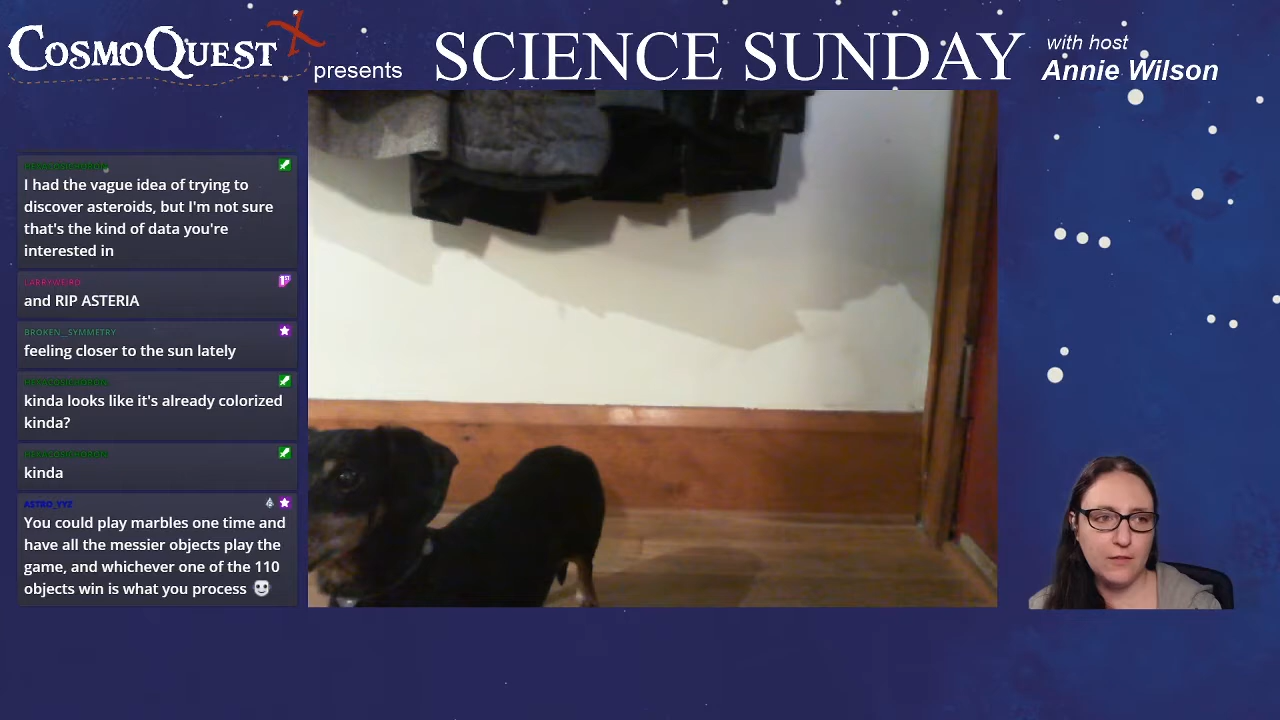 CosmoQuest X
presents
SCIENCE SUNDAY
with host
Annie Wilson
I had the vague idea of trying to
discover asteroids, but I'm not sure
that's the kind of data you're
interested in
LARRYWEIRD
and RIP ASTERIA
BROKEN_SYMMETRY
feeling closer to the sun lately
kinda looks like it's already colorized
kinda?
kinda
ASTRO_YYZ
You could play marbles one time and
have all the messier objects play the
game, and whichever one of the 110
objects win is what you process